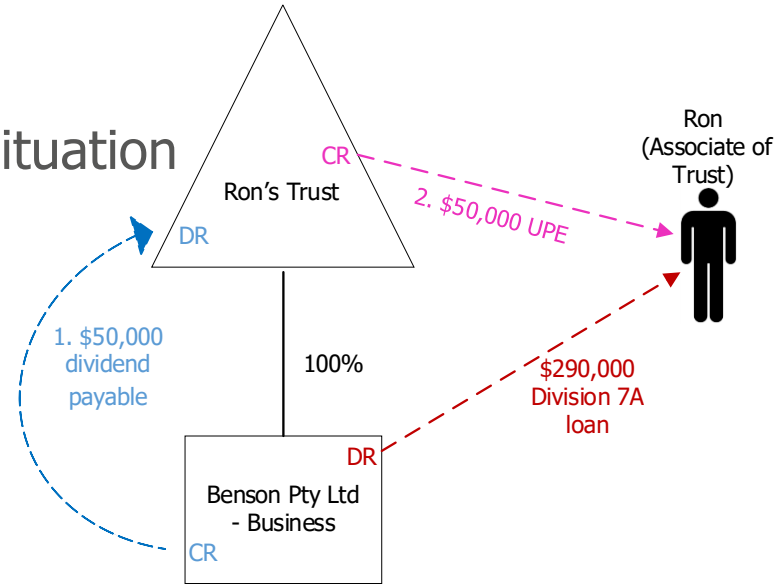 ituation
Ron
(Associate of
Trust)
CR
Ron's Trust
2. $50,000 UPE
DR
1. $50,000
dividend
payable
100%
$290,000
Division 7A
loan
DR
Benson Pty Ltd
- Business
CR